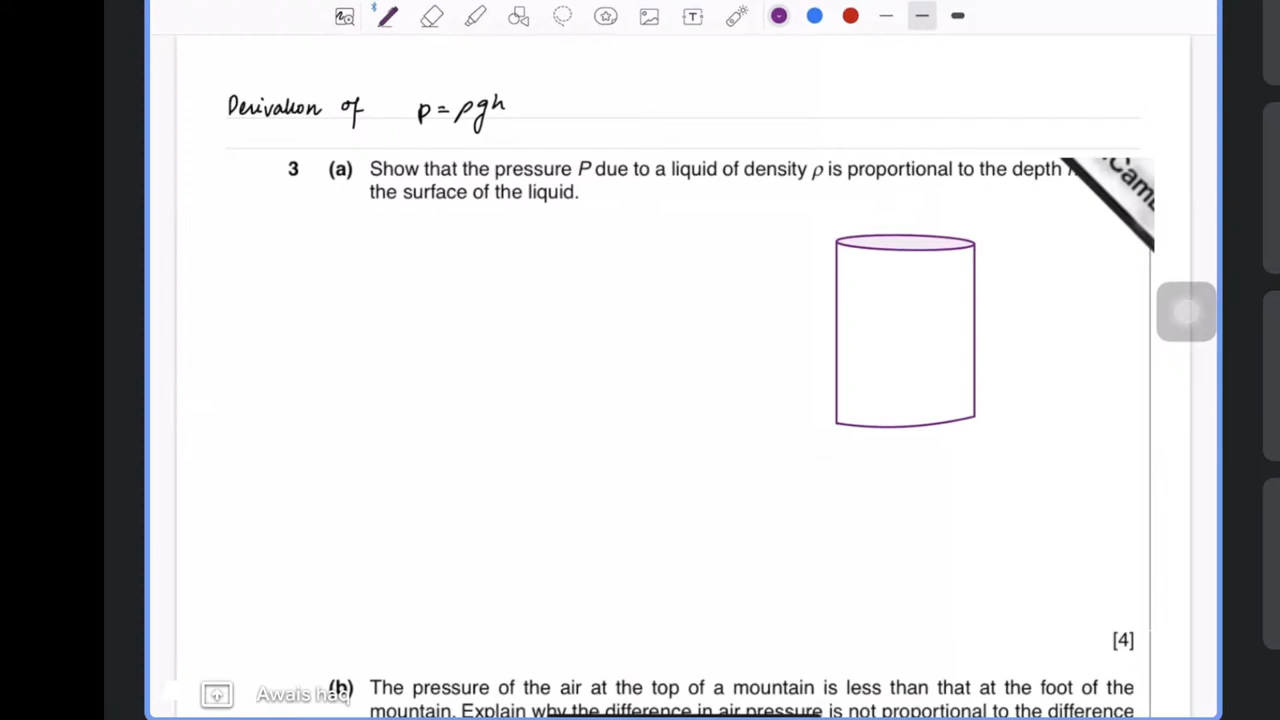 Derivation of p = ρgh
3 (a) Show that the pressure P due to a liquid of density ρ is proportional to the depth
the surface of the liquid.
[4]
(b) The pressure of the air at the top of a mountain is less than that at the foot of the
mountain. Explain why the difference in air pressure is not proportional to the difference
Awais haq